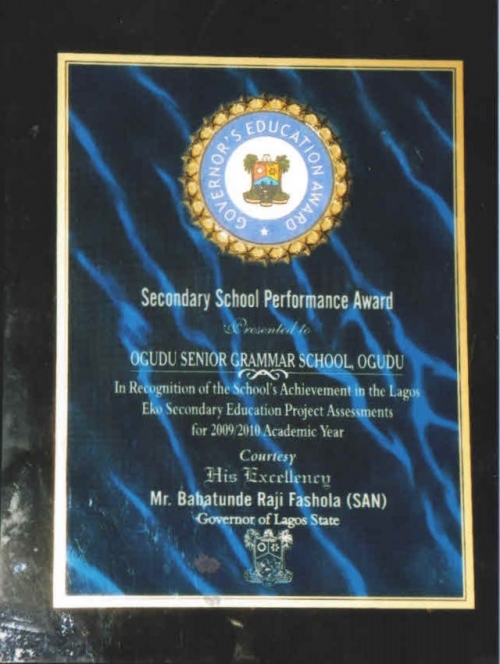 GOVERNOR'S EDUCATION AWARD
Secondary School Performance Award
Presented to
OGUDU SENIOR GRAMMAR SCHOOL, OGUDU
In Recognition of the School's Achievement in the Lagos
Eko Secondary Education Project Assessments
for 2009/2010 Academic Year
Courtesy
His Excellency
Mr. Babatunde Raji Fashola (SAN)
Governor of Lagos State